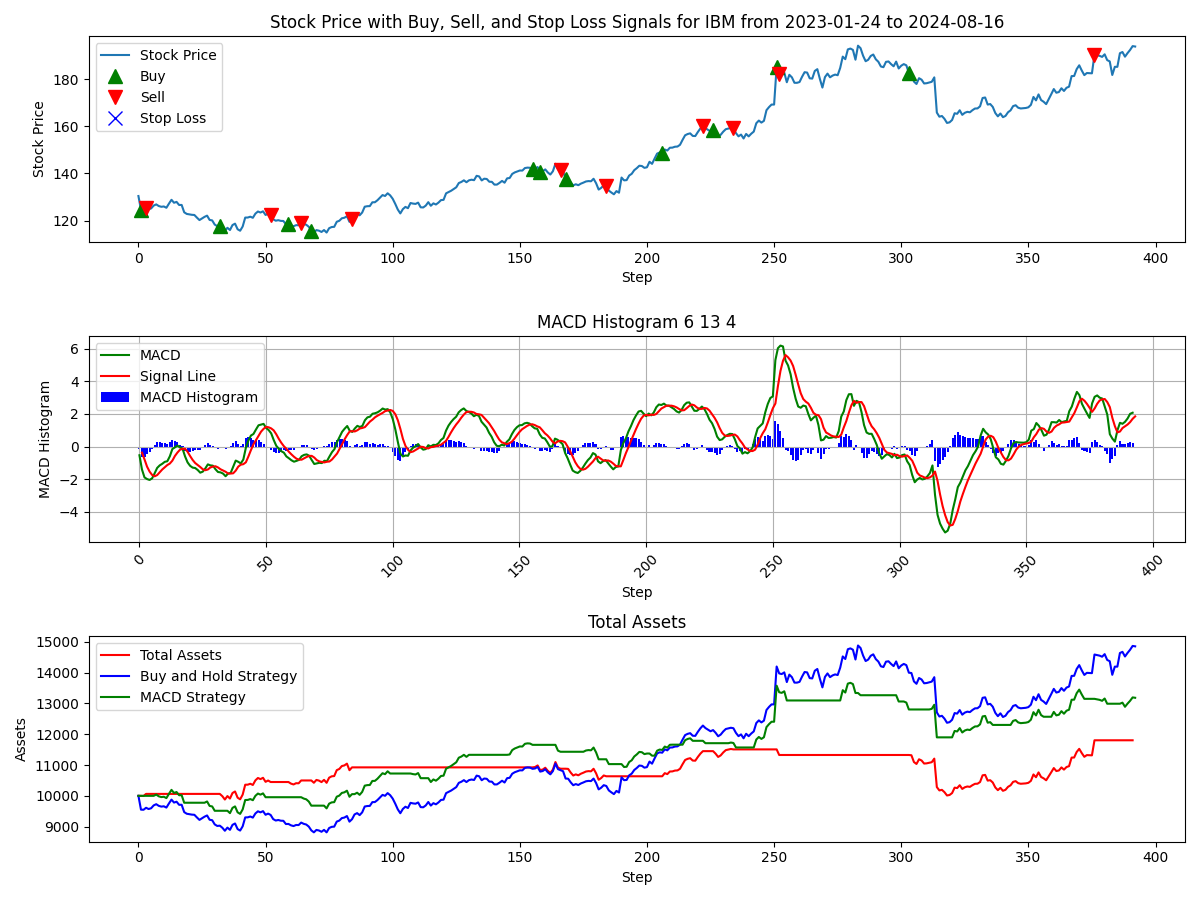 Stock Price with Buy, Sell, and Stop Loss Signals for IBM from 2023-01-24 to 2024-08-16
Stock Price
Buy
Sell
Stop Loss
Stock Price
180
160
140
120
0 50 100 150 200 250 300 350 400
Step
MACD Histogram 6 13 4
MACD
Signal Line
MACD Histogram
MACD Histogram
6
4
2
0
−2
−4
0 50 100 150 200 250 300 350 400
Step
Total Assets
Total Assets
Buy and Hold Strategy
MACD Strategy
Assets
15000
14000
13000
12000
11000
10000
9000
0 50 100 150 200 250 300 350 400
Step